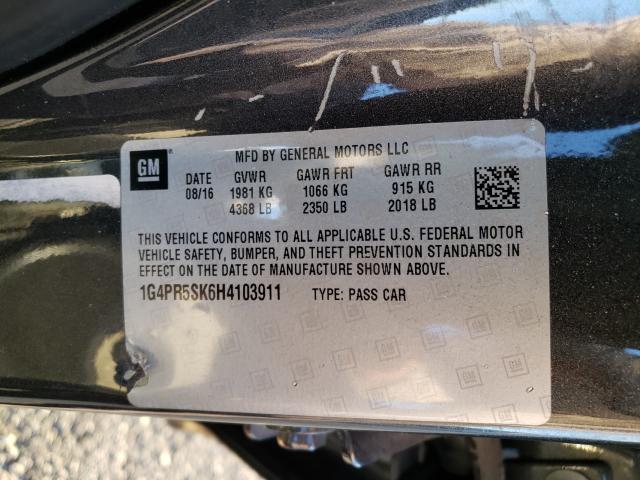 GM
MFD BY GENERAL MOTORS LLC
DATE GVWR GAWR FRT GAWR RR
08/16 1981 KG 1066 KG 915 KG
4368 LB 2350 LB 2018 LB
THIS VEHICLE CONFORMS TO ALL APPLICABLE U.S. FEDERAL MOTOR
VEHICLE SAFETY, BUMPER, AND THEFT PREVENTION STANDARDS IN
EFFECT ON THE DATE OF MANUFACTURE SHOWN ABOVE.
1G4PR5SK6H4103911 TYPE: PASS CAR